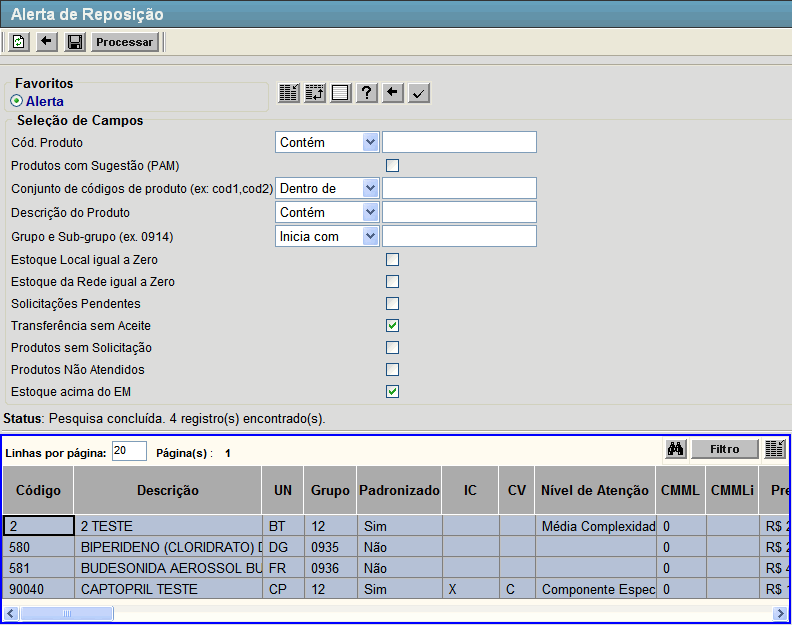 Alerta de Reposição
Processar
Favoritos
Alerta
Seleção de Campos
Cód. Produto Contém
Produtos com Sugestão (PAM)
Conjunto de códigos de produto (ex: cod1,cod2) Dentro de
Descrição do Produto Contém
Grupo e Sub-grupo (ex. 0914) Inicia com
Estoque Local igual a Zero
Estoque da Rede igual a Zero
Solicitações Pendentes
Transferência sem Aceite
Produtos sem Solicitação
Produtos Não Atendidos
Estoque acima do EM
Status: Pesquisa concluída. 4 registro(s) encontrado(s).
Linhas por página: 20 Página(s) : 1 Filtro
Código Descrição UN Grupo Padronizado IC CV Nível de Atenção CMML CMMLi Pre
2 2 TESTE BT 12 Sim Média Complexidad 0 R$ 2
580 BIPERIDENO (CLORIDRATO) D DG 0935 Não 0 R$ 2
581 BUDESONIDA AEROSSOL BU FR 0936 Não 0 R$ 4
90040 CAPTOPRIL TESTE CP 12 Sim X C Componente Espec 0 R$ 1